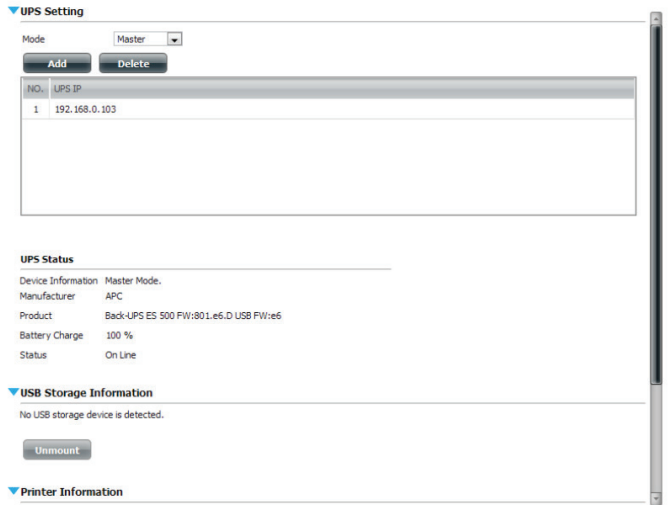 UPS Setting
Mode Master
Add Delete
NO. UPS IP
1 192.168.0.103
UPS Status
Device Information Master Mode.
Manufacturer APC
Product Back-UPS ES 500 FW:801.e6.D USB FW:e6
Battery Charge 100 %
Status On Line
USB Storage Information
No USB storage device is detected.
Unmount
Printer Information